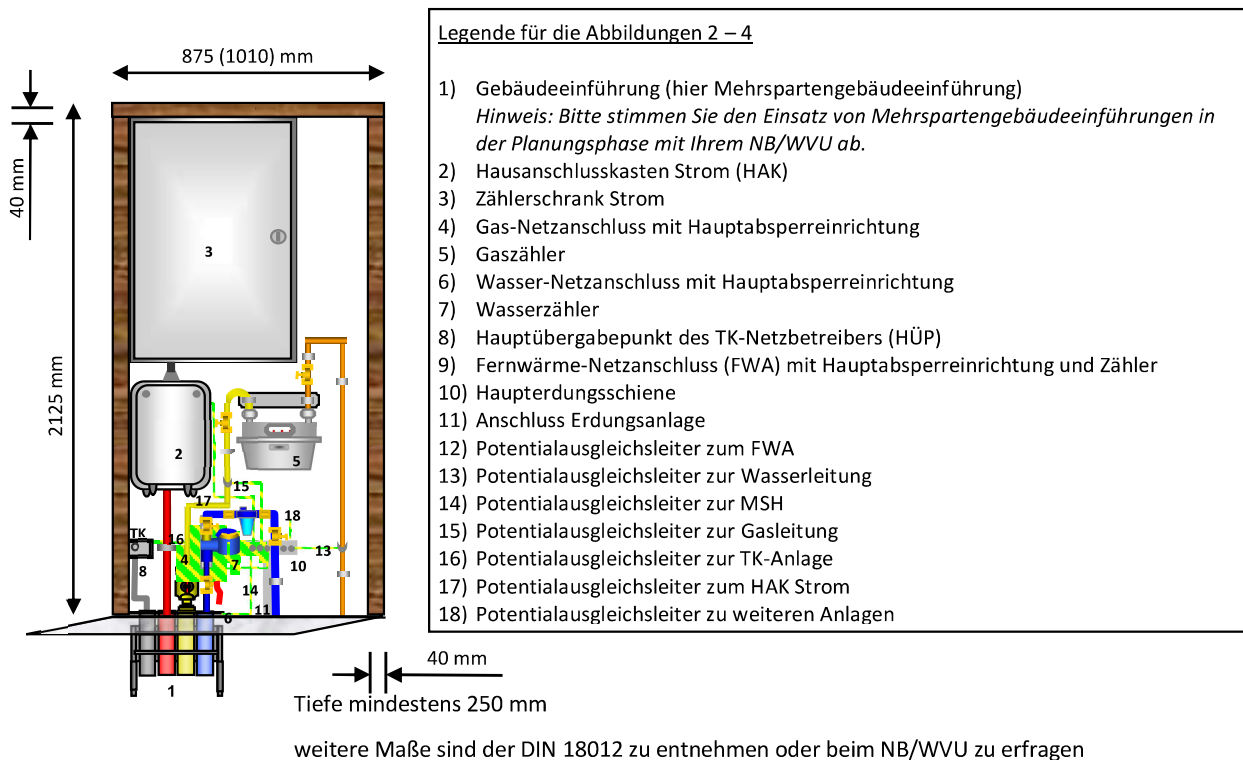 875 (1010) mm
40 mm
2125 mm
3
2
5
15
17
18
TK
16
4
7
13
8
10
14
11
6
1
40 mm
Tiefe mindestens 250 mm
weitere Maße sind der DIN 18012 zu entnehmen oder beim NB/WVU zu erfragen
Legende für die Abbildungen 2 – 4
1) Gebäudeeinführung (hier Mehrspartengebäudeeinführung)
Hinweis: Bitte stimmen Sie den Einsatz von Mehrspartengebäudeeinführungen in
der Planungsphase mit Ihrem NB/WVU ab.
2) Hausanschlusskasten Strom (HAK)
3) Zählerschrank Strom
4) Gas-Netzanschluss mit Hauptabsperreinrichtung
5) Gaszähler
6) Wasser-Netzanschluss mit Hauptabsperreinrichtung
7) Wasserzähler
8) Hauptübergabepunkt des TK-Netzbetreibers (HÜP)
9) Fernwärme-Netzanschluss (FWA) mit Hauptabsperreinrichtung und Zähler
10) Haupterdungsschiene
11) Anschluss Erdungsanlage
12) Potentialausgleichsleiter zum FWA
13) Potentialausgleichsleiter zur Wasserleitung
14) Potentialausgleichsleiter zur MSH
15) Potentialausgleichsleiter zur Gasleitung
16) Potentialausgleichsleiter zur TK-Anlage
17) Potentialausgleichsleiter zum HAK Strom
18) Potentialausgleichsleiter zu weiteren Anlagen